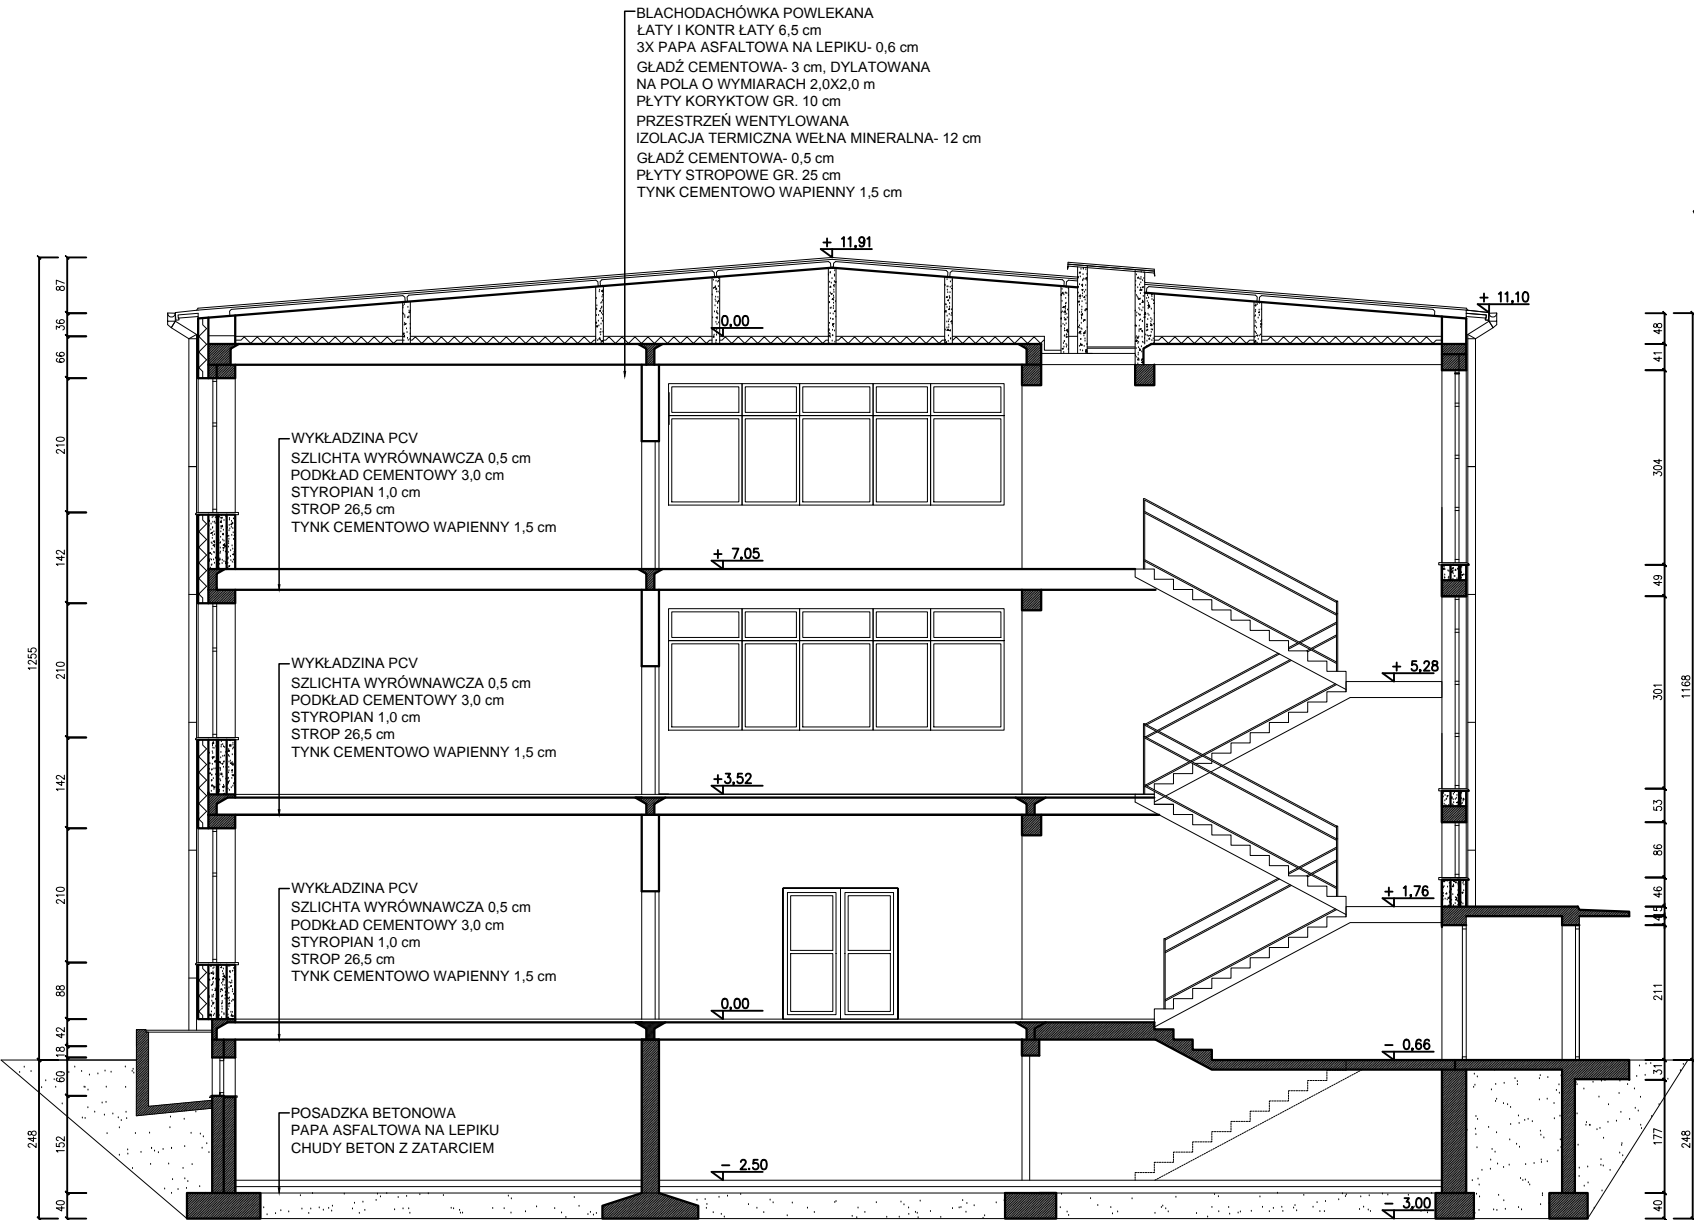 BLACHODACHÓWKA POWLEKANA
ŁATY I KONTR ŁATY 6,5 cm
3X PAPA ASFALTOWA NA LEPIKU- 0,6 cm
GŁADŹ CEMENTOWA- 3 cm, DYLATOWANA
NA POLA O WYMIARACH 2,0X2,0 m
PŁYTY KORYKTOW GR. 10 cm
PRZESTRZEŃ WENTYLOWANA
IZOLACJA TERMICZNA WEŁNA MINERALNA- 12 cm
GŁADŹ CEMENTOWA- 0,5 cm
PŁYTY STROPOWE GR. 25 cm
TYNK CEMENTOWO WAPIENNY 1,5 cm
+ 11,91
+ 11,10
0,00
WYKŁADZINA PCV
SZLICHTA WYRÓWNAWCZA 0,5 cm
PODKŁAD CEMENTOWY 3,0 cm
STYROPIAN 1,0 cm
STROP 26,5 cm
TYNK CEMENTOWO WAPIENNY 1,5 cm
+ 7,05
WYKŁADZINA PCV
SZLICHTA WYRÓWNAWCZA 0,5 cm
PODKŁAD CEMENTOWY 3,0 cm
STYROPIAN 1,0 cm
STROP 26,5 cm
TYNK CEMENTOWO WAPIENNY 1,5 cm
+ 5,28
+3,52
WYKŁADZINA PCV
SZLICHTA WYRÓWNAWCZA 0,5 cm
PODKŁAD CEMENTOWY 3,0 cm
STYROPIAN 1,0 cm
STROP 26,5 cm
TYNK CEMENTOWO WAPIENNY 1,5 cm
+ 1,76
0,00
- 0,66
POSADZKA BETONOWA
PAPA ASFALTOWA NA LEPIKU
CHUDY BETON Z ZATARCIEM
- 2.50
- 3,00
1255
248
87
36
66
210
142
210
142
210
88
42
18
60
152
40
48
41
304
49
301
53
86
46
211
31
177
40
1168
248